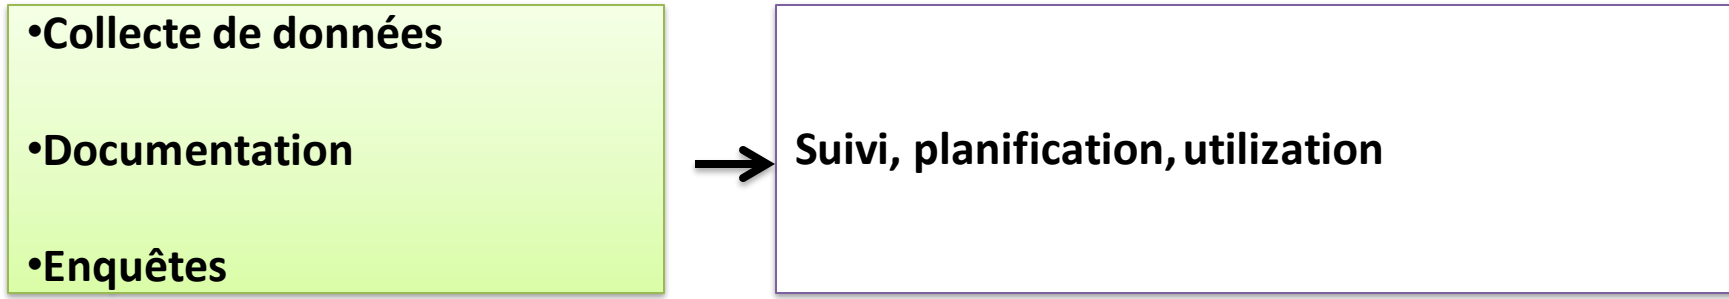 •Collecte de données
•Documentation
•Enquêtes
Suivi, planification, utilization